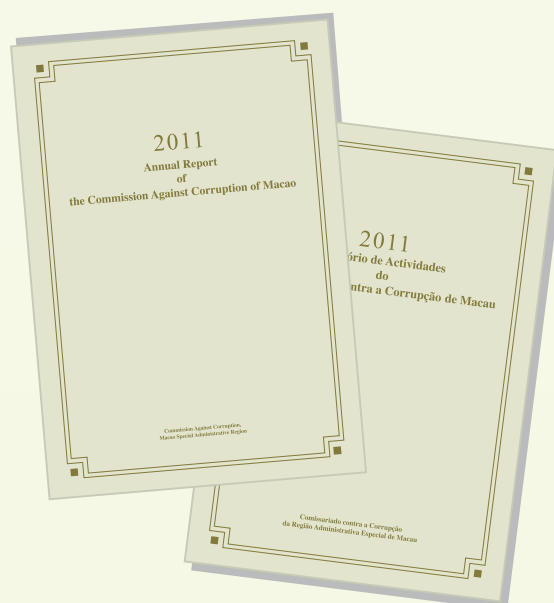 2011
Annual Report
of
the Commission Against Corruption of Macao
Commission Against Corruption,
Macao Special Administrative Region
2011
ório de Actividades
do
ntra a Corrupção de Macau
Comissariado contra a Corrupção
da Região Administrativa Especial de Macau